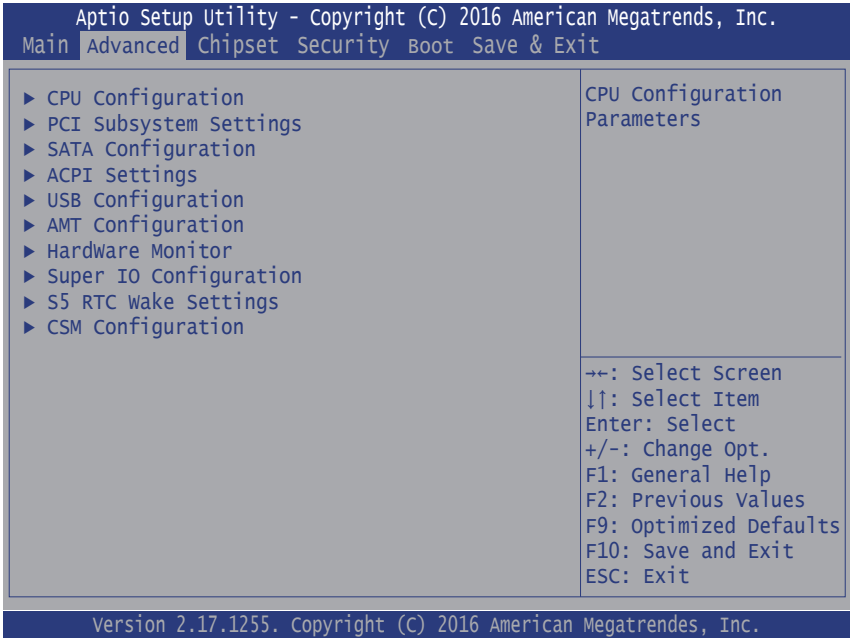 Aptio Setup Utility - Copyright (C) 2016 American Megatrends, Inc.
Main Advanced Chipset Security Boot Save & Exit
► CPU Configuration
► PCI Subsystem Settings
► SATA Configuration
► ACPI Settings
► USB Configuration
► AMT Configuration
► HardWare Monitor
► Super IO Configuration
► S5 RTC Wake Settings
► CSM Configuration
CPU Configuration
Parameters
→←: Select Screen
↓↑: Select Item
Enter: Select
+/-: Change Opt.
F1: General Help
F2: Previous Values
F9: Optimized Defaults
F10: Save and Exit
ESC: Exit
Version 2.17.1255. Copyright (C) 2016 American Megatrendes, Inc.